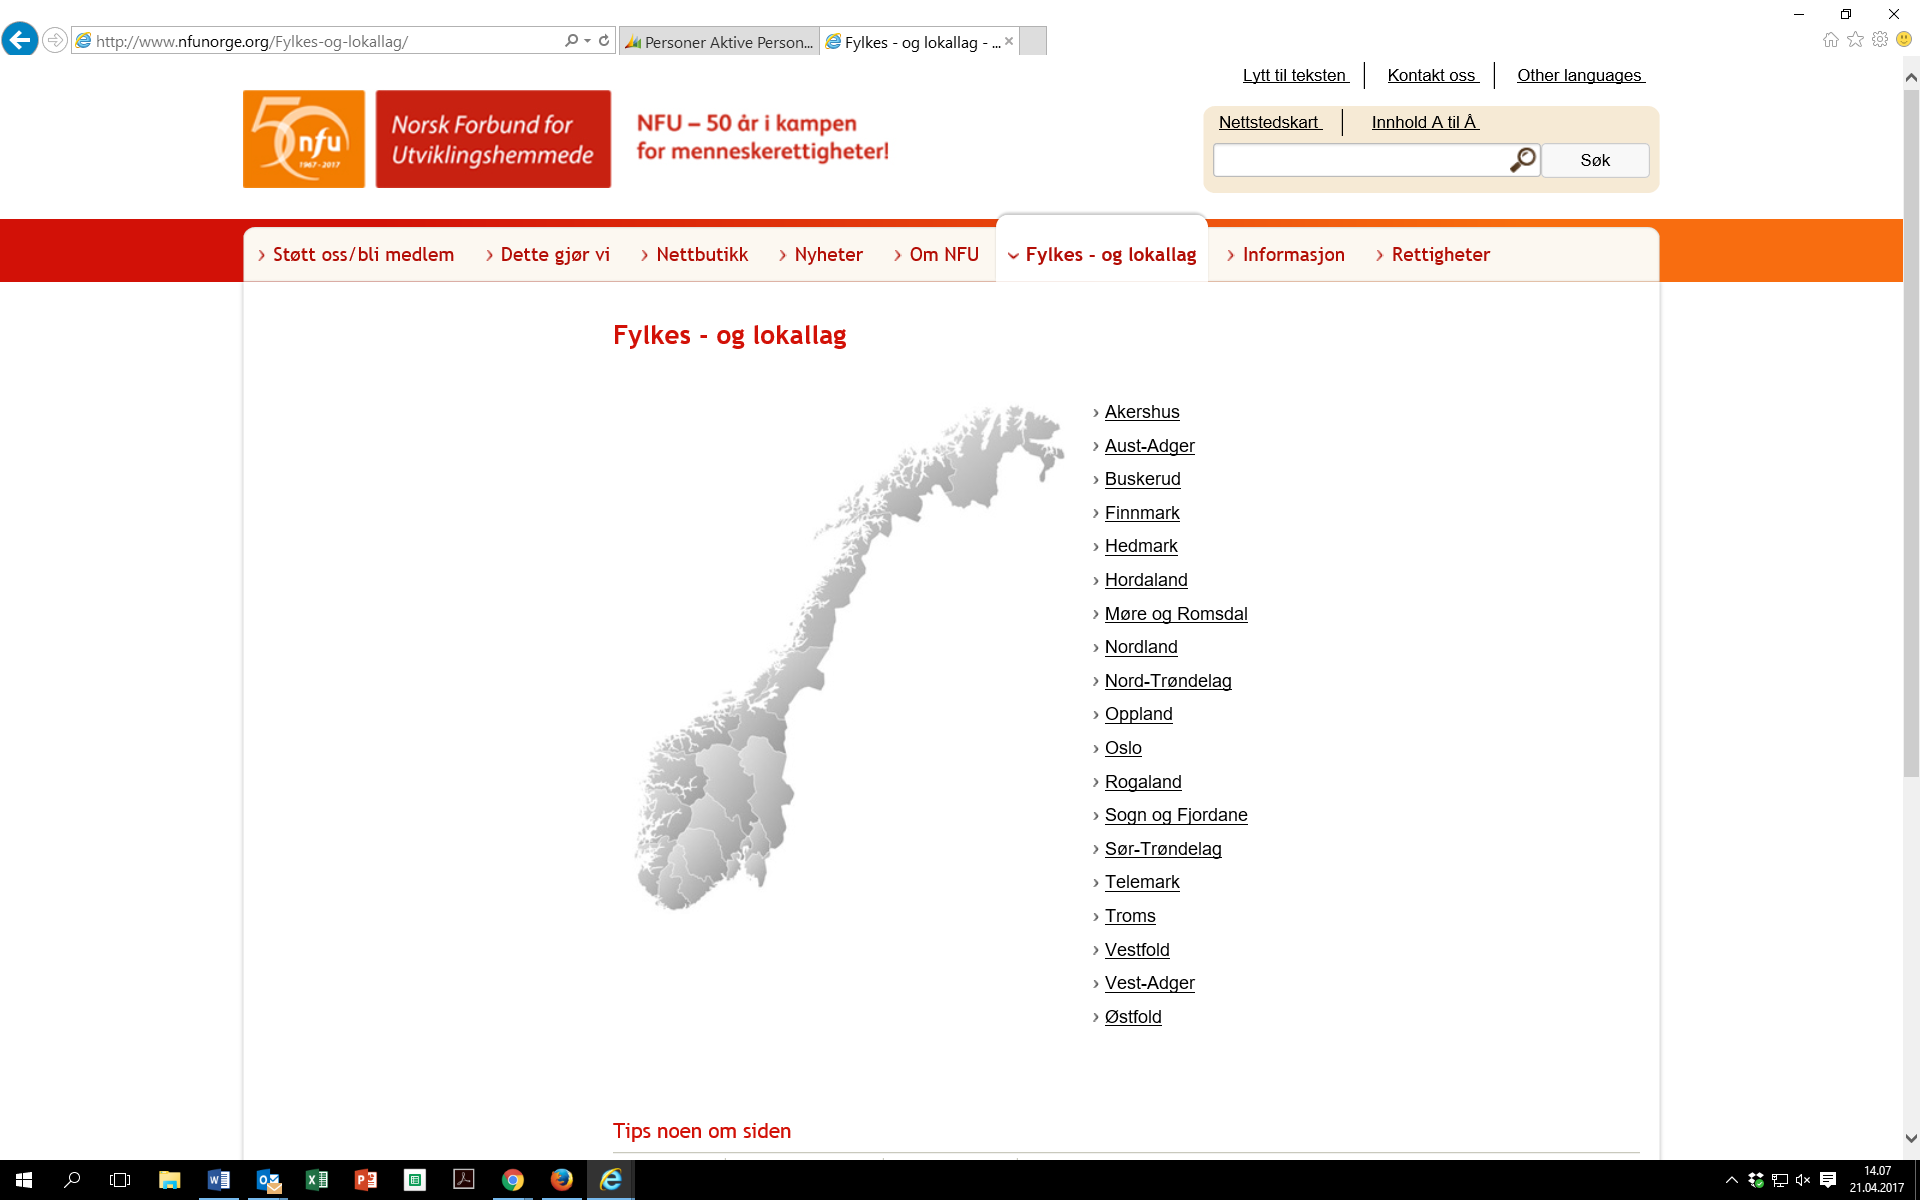 http://www.nfunorge.org/Fylkes-og-lokallag/
Personer Aktive Person...
Fylkes - og lokallag - ...
Lytt til teksten
Kontakt oss
Other languages
50 nfu
1967 - 2017
Norsk Forbund for
Utviklingshemmede
NFU – 50 år i kampen
for menneskerettigheter!
Nettstedskart
Innhold A til Å
Søk
Støtt oss/bli medlem
Dette gjør vi
Nettbutikk
Nyheter
Om NFU
Fylkes - og lokallag
Informasjon
Rettigheter
Fylkes - og lokallag
Akershus
Aust-Adger
Buskerud
Finnmark
Hedmark
Hordaland
Møre og Romsdal
Nordland
Nord-Trøndelag
Oppland
Oslo
Rogaland
Sogn og Fjordane
Sør-Trøndelag
Telemark
Troms
Vestfold
Vest-Adger
Østfold
Tips noen om siden
14.07
21.04.2017